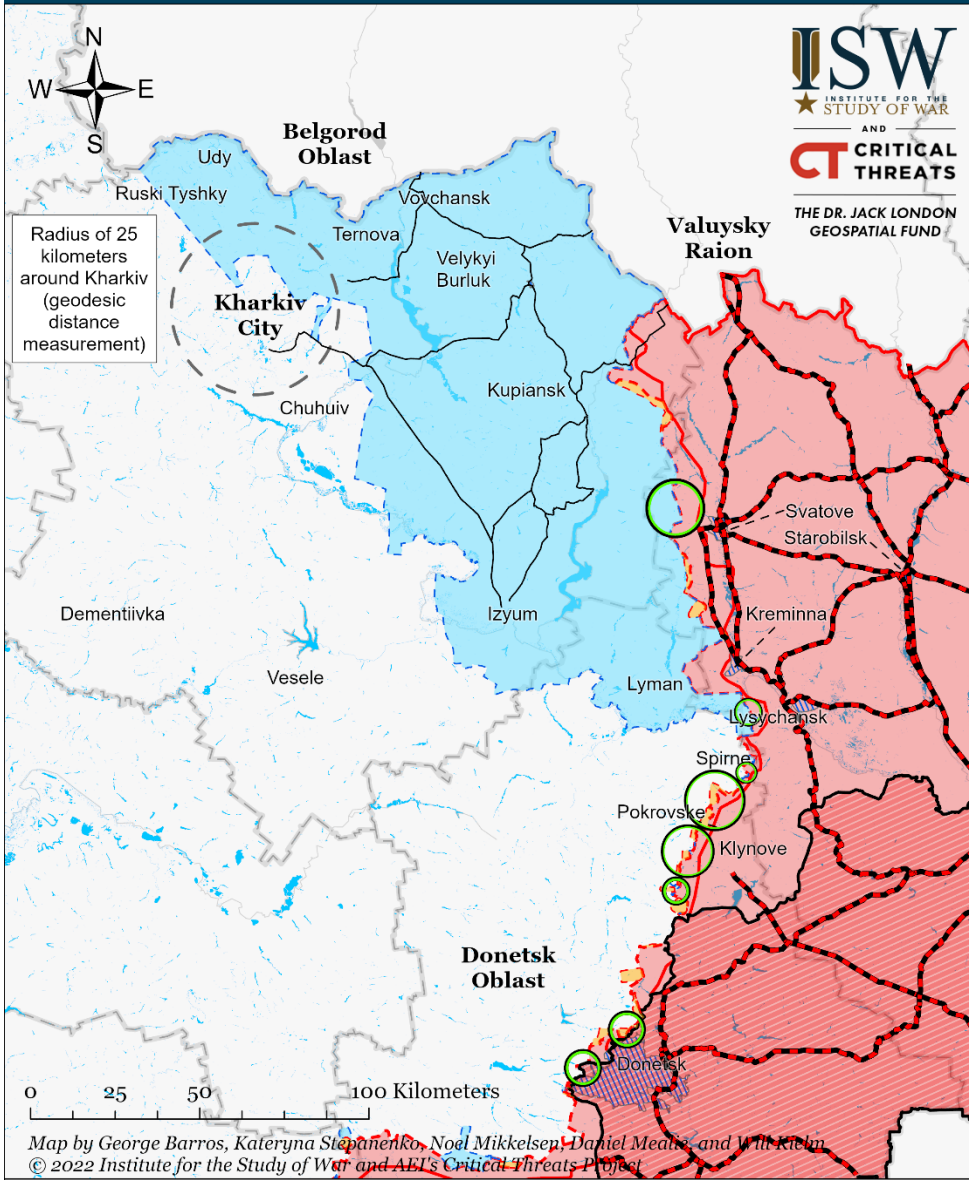 N
W E
S
ISW
INSTITUTE FOR THE
STUDY OF WAR
AND
CT CRITICAL
THREATS
THE DR. JACK LONDON
GEOSPATIAL FUND
Belgorod
Oblast
Udy
Ruski Tyshky
Vovchansk
Ternova
Valuysky
Raion
Radius of 25
kilometers
around Kharkiv
(geodesic
distance
measurement)
Velykyi
Burluk
Kharkiv
City
Kupiansk
Chuhuiv
Svatove
Starobilsk
Dementiivka
Izyum
Kreminna
Vesele
Lyman
Lysychansk
Spirne
Pokrovske
Klynove
Donetsk
Oblast
Donetsk
0 25 50 100 Kilometers
Map by George Barros, Kateryna Stepanenko, Noel Mikkelsen, Daniel Mealie, and Will Kielm
© 2022 Institute for the Study of War and AEI's Critical Threats Project